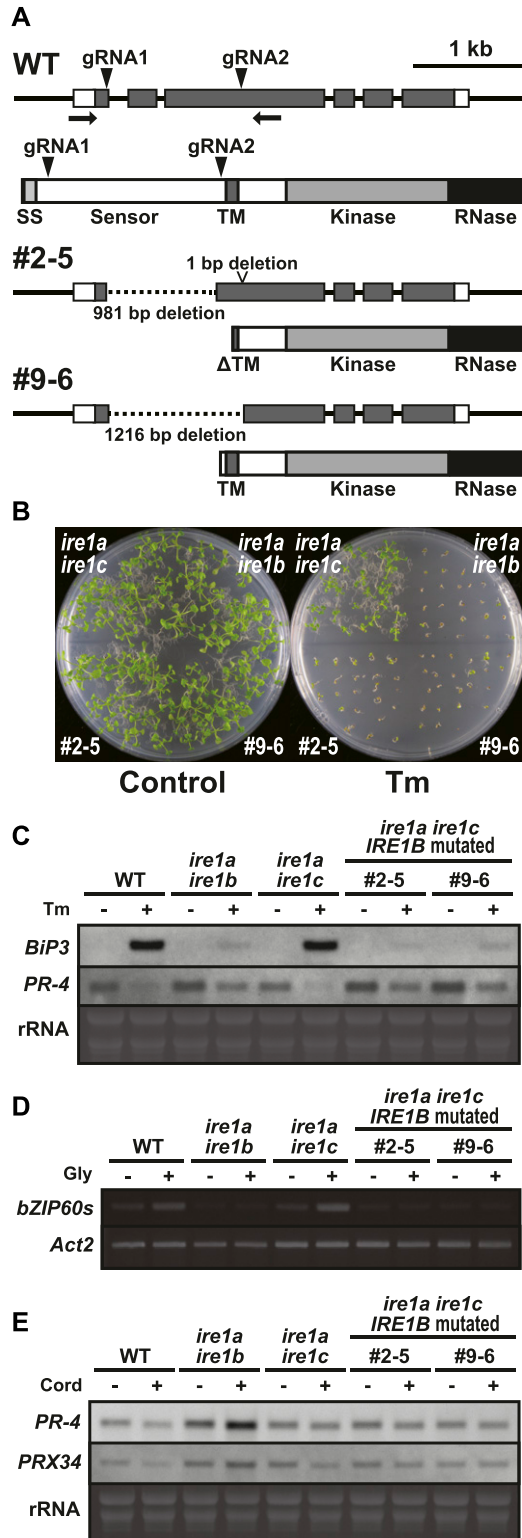 A
WT
gRNA1 gRNA2 1 kb
gRNA1 gRNA2
SS Sensor TM Kinase RNase
#2-5
1 bp deletion
981 bp deletion
ΔTM Kinase RNase
#9-6
1216 bp deletion
TM Kinase RNase
B
ire1a ire1a ire1a ire1a
ire1c ire1b ire1c ire1b
#2-5 #9-6 #2-5 #9-6
Control Tm
C
ire1a ire1c
IRE1B mutated
ire1a ire1a
WT ire1b ire1c #2-5 #9-6
Tm - + - + - + - + - +
BiP3
PR-4
rRNA
D
ire1a ire1c
IRE1B mutated
ire1a ire1a
WT ire1b ire1c #2-5 #9-6
Gly - + - + - + - + - +
bZIP60s
Act2
E
ire1a ire1c
IRE1B mutated
ire1a ire1a
WT ire1b ire1c #2-5 #9-6
Cord - + - + - + - + - +
PR-4
PRX34
rRNA